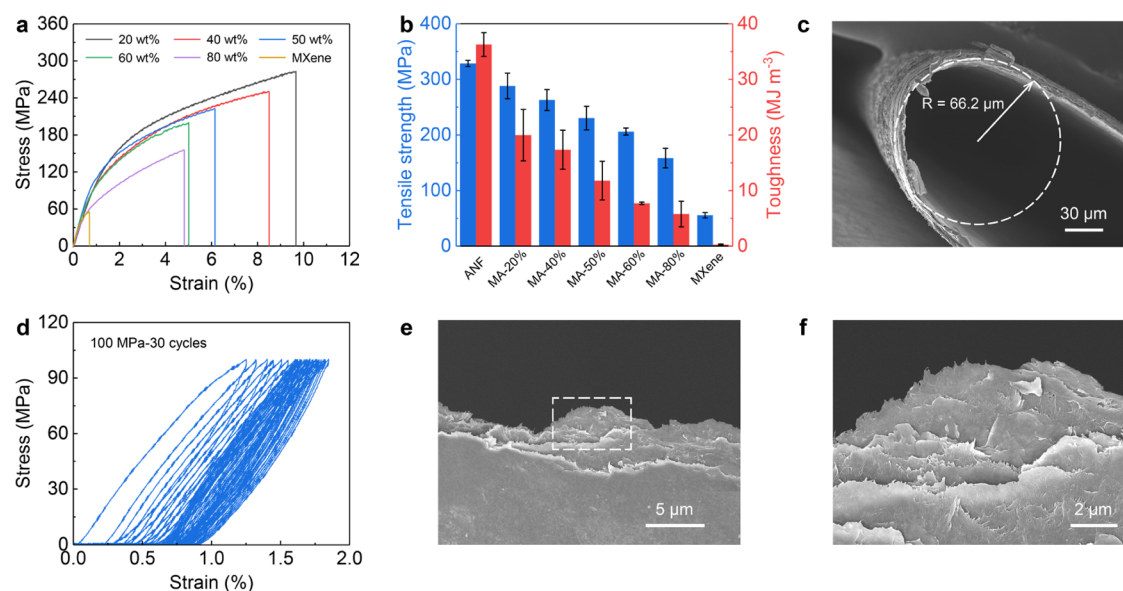 a
360
300
240
180
120
60
0
Stress (MPa)
20 wt% 40 wt% 50 wt%
60 wt% 80 wt% MXene
0 2 4 6 8 10 12
Strain (%)
b
400
300
200
100
0
Tensile strength (MPa)
40
30
20
10
0
Toughness (MJ m-3)
ANF MA-20% MA-40% MA-50% MA-60% MA-80% MXene
c
R = 66.2 μm
30 μm
d
100 MPa-30 cycles
120
90
60
30
0
Stress (MPa)
0.0 0.5 1.0 1.5 2.0
Strain (%)
e
5 μm
f
2 μm